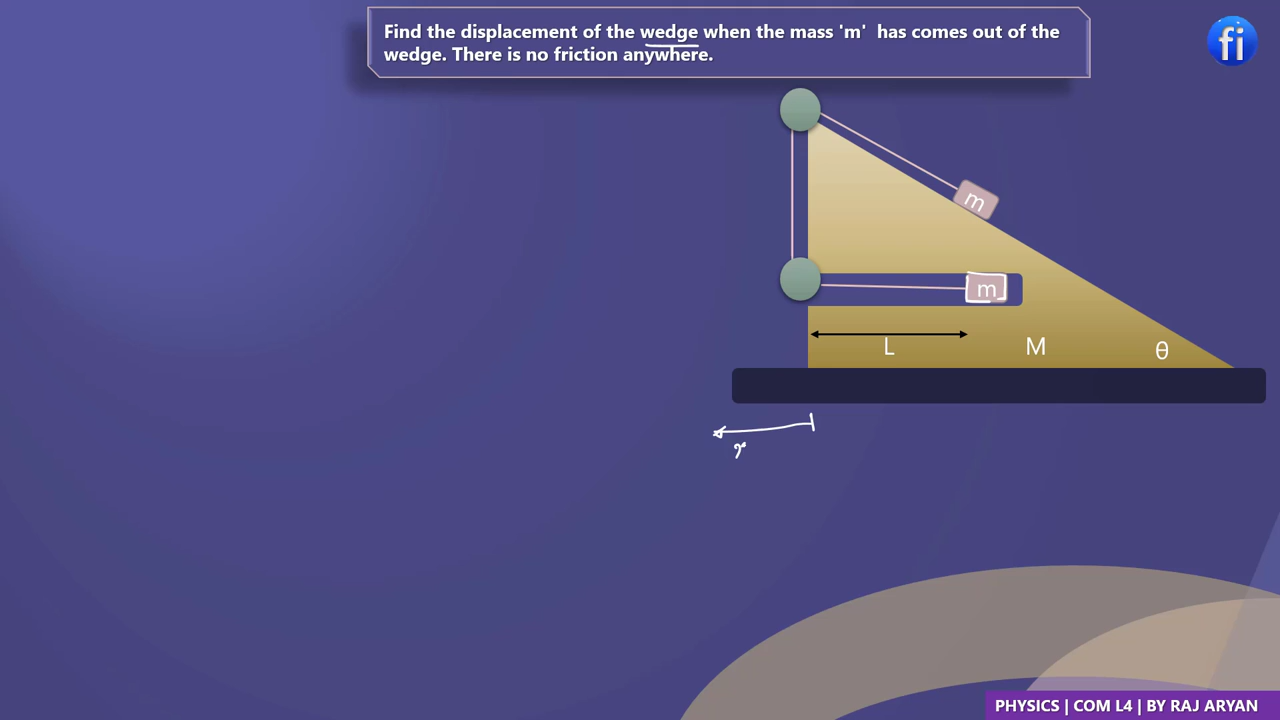 Find the displacement of the wedge when the mass 'm' has comes out of the
wedge. There is no friction anywhere.
fi
m
m
L
M
θ
PHYSICS | COM L4 | BY RAJ ARYAN